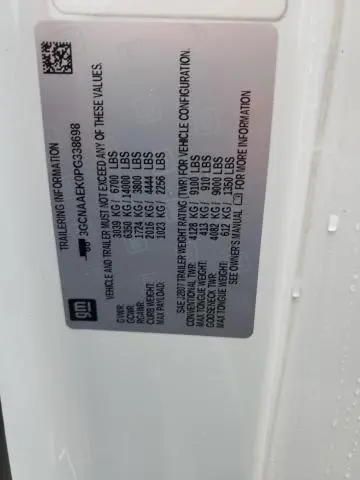 gm
TRAILERING INFORMATION
3GCNAAEK0PG338698
VEHICLE AND TRAILER MUST NOT EXCEED ANY OF THESE VALUES.
GVWR: 3039 KG/ 6700 LBS
GCWR: 6350 KG/ 14000 LBS
RGAWR: 1724 KG/ 3800 LBS
CURB WEIGHT: 2016 KG/ 4444 LBS
MAX PAYLOAD: 1023 KG/ 2256 LBS
SAE J2807 TRAILER WEIGHT RATING (TWR) FOR VEHICLE CONFIGURATION.
CONVENTIONAL TWR: 4128 KG/ 9100 LBS
MAX TONGUE WEIGHT: 413 KG/ 910 LBS
GOOSENECK TWR: 4082 KG/ 9000 LBS
MAX TONGUE WEIGHT: 612 KG/ 1350 LBS
SEE OWNER'S MANUAL FOR MORE INFORMATION